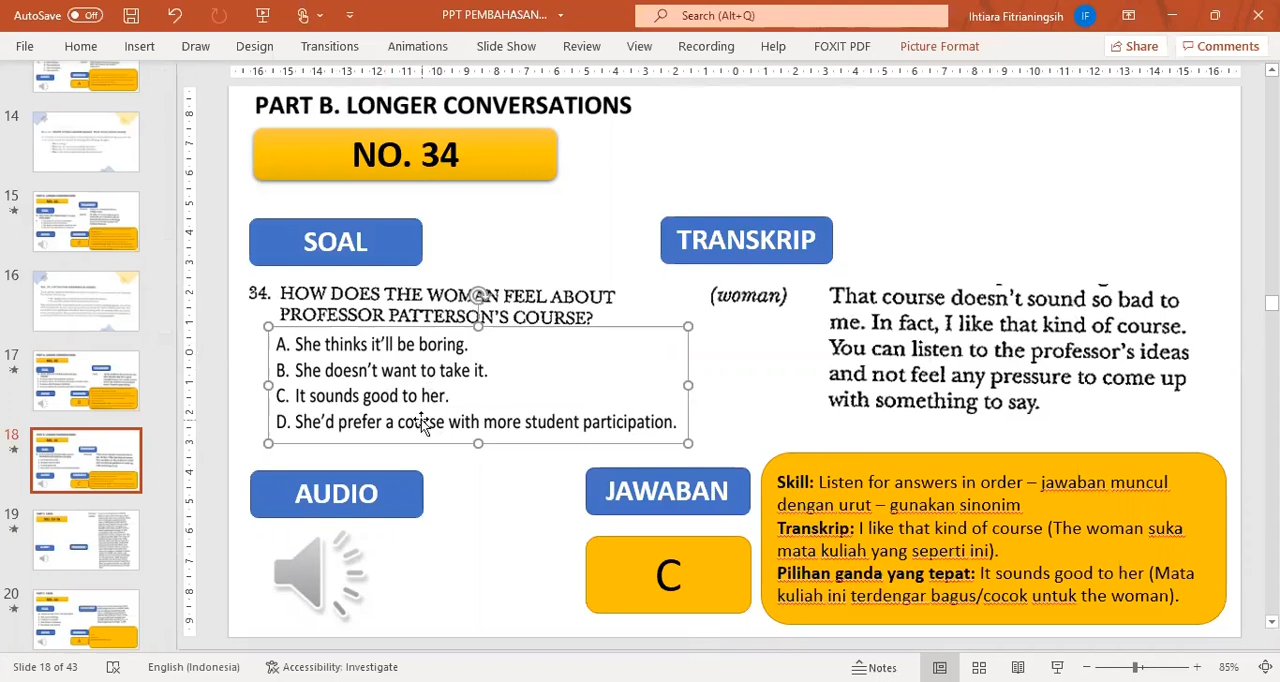 AutoSave Off PPT PEMBAHASAN... Search (Alt+Q) Ihtiara Fitrianingsih IF
File Home Insert Draw Design Transitions Animations Slide Show Review View Recording Help FOXIT PDF Picture Format Share Comments
14
15
16
17
18
19
20
PART B. LONGER CONVERSATIONS
NO. 34
SOAL
TRANSKRIP
34. HOW DOES THE WOMAN FEEL ABOUT
PROFESSOR PATTERSON'S COURSE?
A. She thinks it'll be boring.
B. She doesn't want to take it.
C. It sounds good to her.
D. She'd prefer a course with more student participation.
(woman) That course doesn't sound so bad to
me. In fact, I like that kind of course.
You can listen to the professor's ideas
and not feel any pressure to come up
with something to say.
AUDIO
JAWABAN
C
Skill: Listen for answers in order – jawaban muncul
dengan urut – gunakan sinonim
Transkrip: I like that kind of course (The woman suka
mata kuliah yang seperti ini).
Pilihan ganda yang tepat: It sounds good to her (Mata
kuliah ini terdengar bagus/cocok untuk the woman).
Slide 18 of 43 English (Indonesia) Accessibility: Investigate Notes 85%